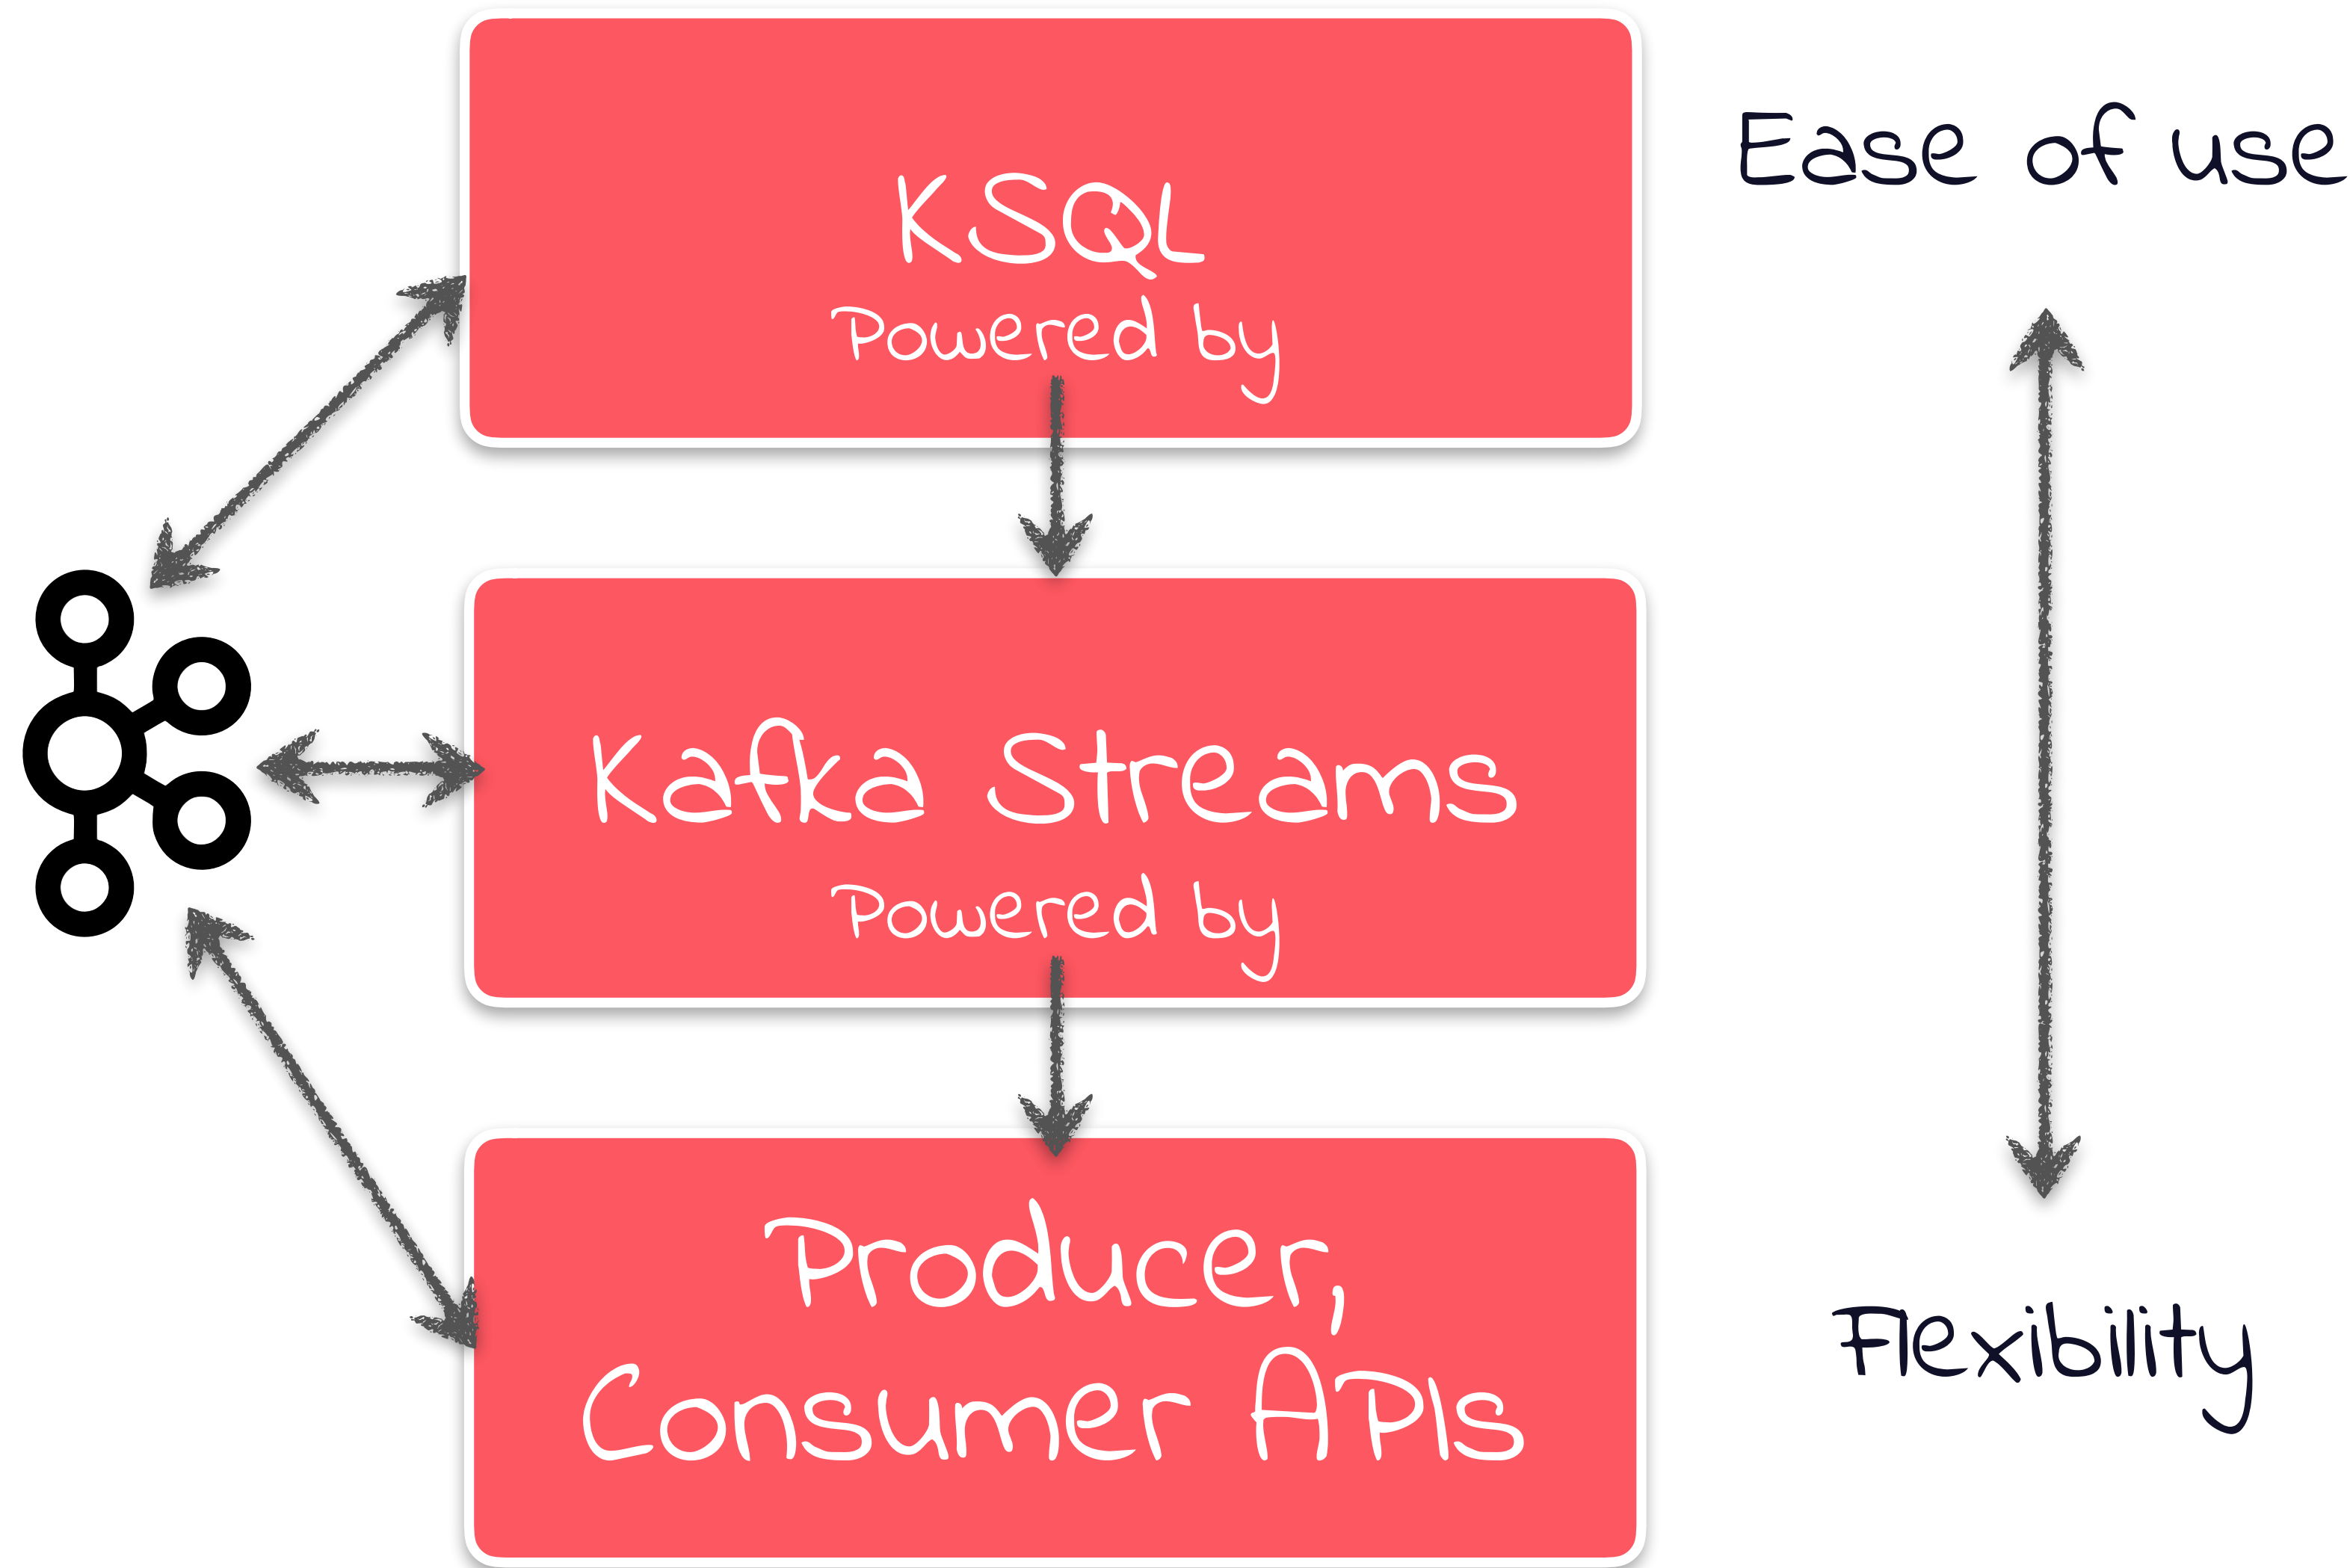 KSQL
Powered by
Ease of use
Kafka Streams
Powered by
Producer,
Consumer APIs
Flexibility